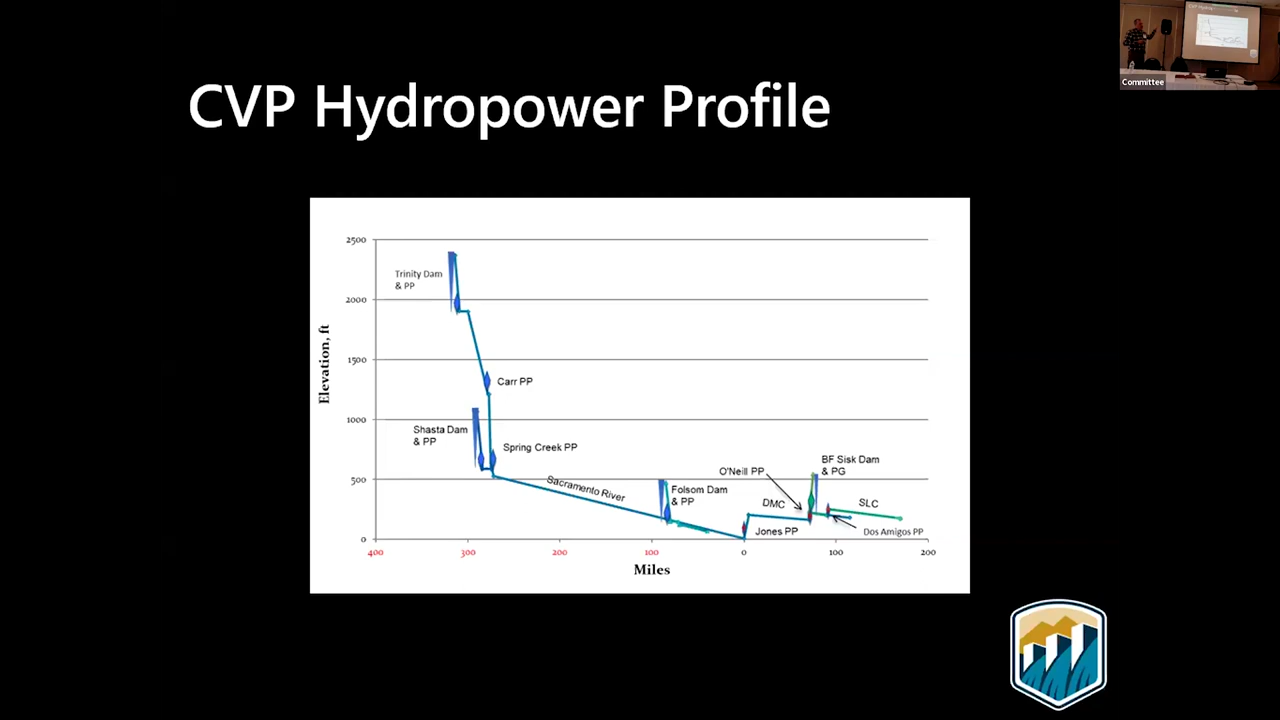 CVP Hydropower Profile
Committee
2500
2000
1500
1000
500
0
Elevation, ft
Trinity Dam
& PP
Carr PP
Shasta Dam
& PP
Spring Creek PP
Sacramento River
Folsom Dam
& PP
O'Neill PP
DMC
Jones PP
BF Sisk Dam
& PG
SLC
Dos Amigos PP
400 300 200 100 0 100 200
Miles